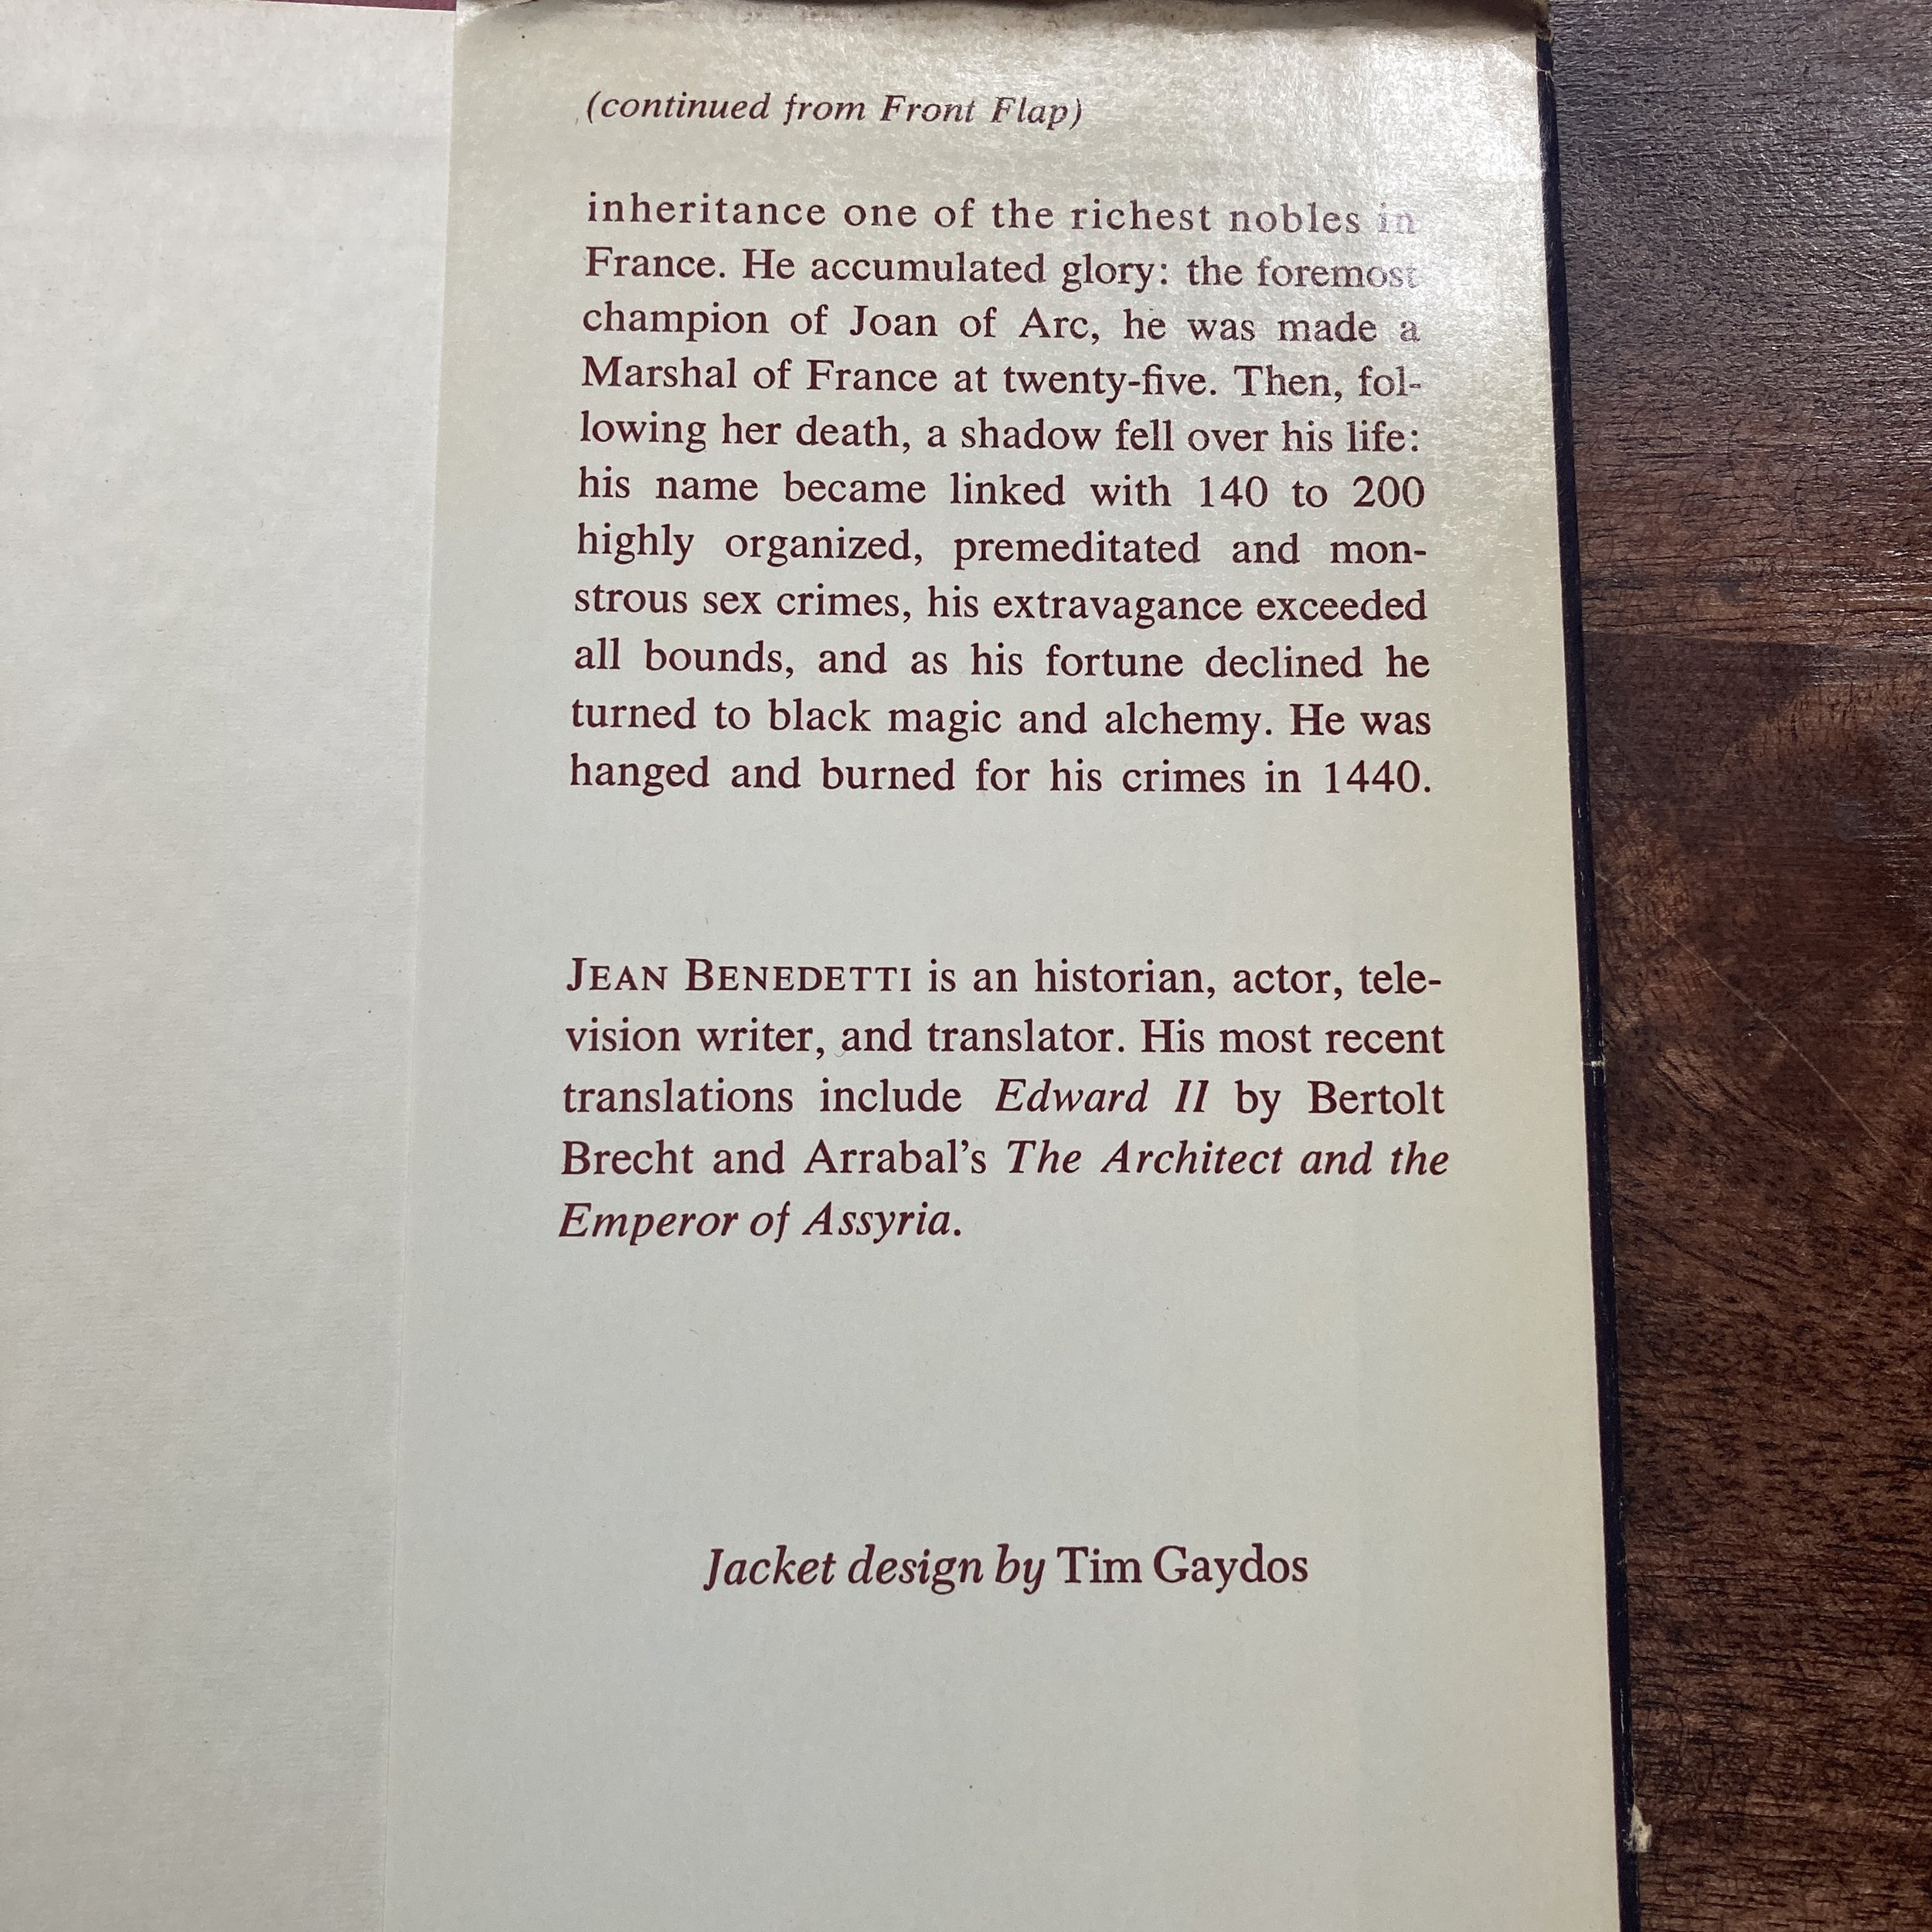 (continued from Front Flap)
inheritance one of the richest nobles in
France. He accumulated glory: the foremost
champion of Joan of Arc, he was made a
Marshal of France at twenty-five. Then, fol-
lowing her death, a shadow fell over his life:
his name became linked with 140 to 200
highly organized, premeditated and mon-
strous sex crimes, his extravagance exceeded
all bounds, and as his fortune declined he
turned to black magic and alchemy. He was
hanged and burned for his crimes in 1440.
JEAN BENEDETTI is an historian, actor, tele-
vision writer, and translator. His most recent
translations include Edward II by Bertolt
Brecht and Arrabal's The Architect and the
Emperor of Assyria.
Jacket design by Tim Gaydos